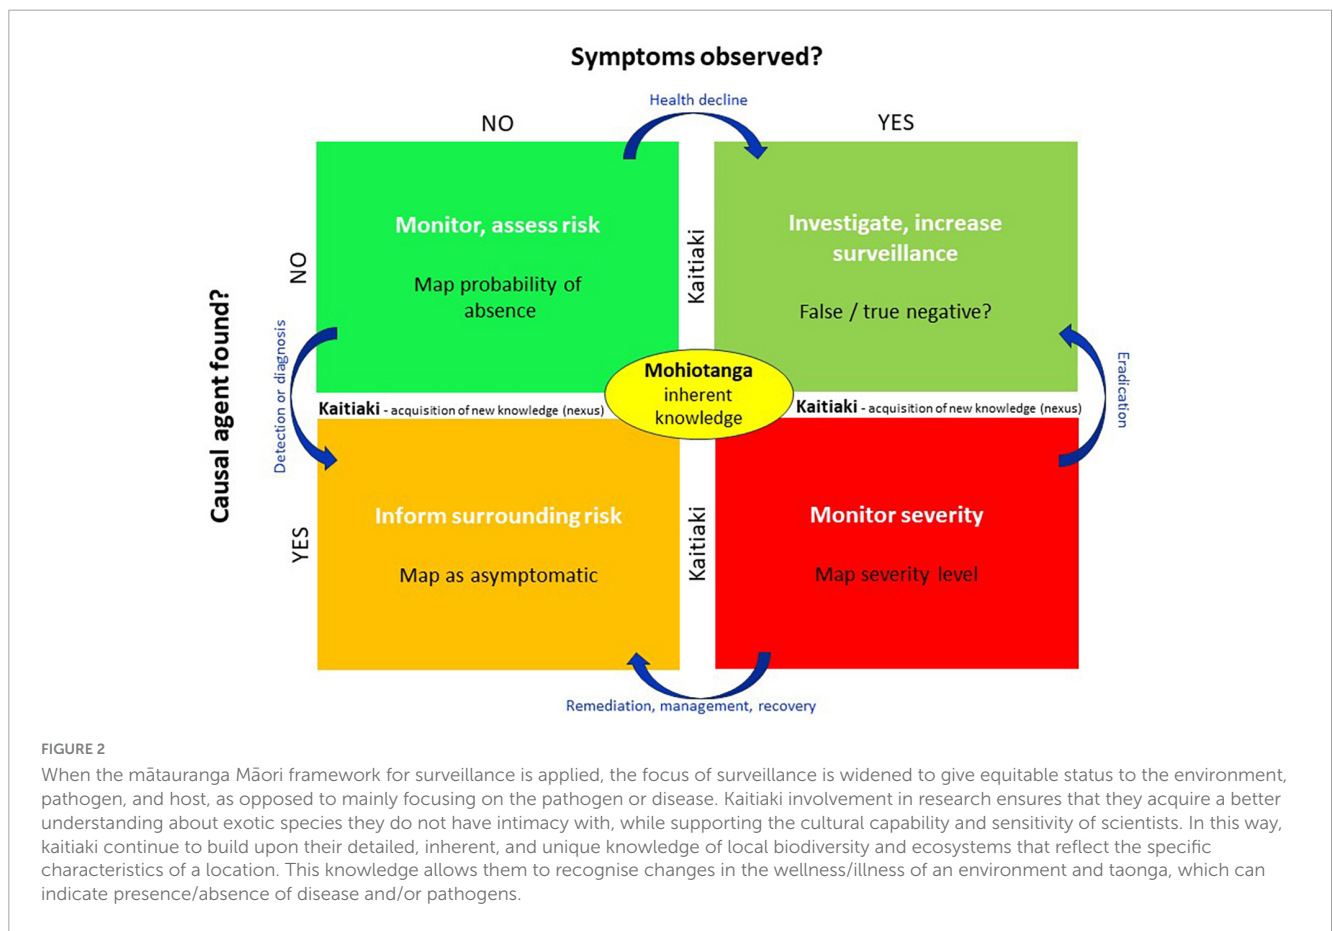 Symptoms observed?
Health decline
NO
YES
Causal agent found?
NO
Monitor, assess risk
Map probability of
absence
Kaitiaki
Investigate, increase
surveillance
False / true negative?
Detection or diagnosis
Eradication
Mohiotanga
inherent
knowledge
Kaitiaki - acquisition of new knowledge (nexus)
Kaitiaki - acquisition of new knowledge (nexus)
YES
Inform surrounding risk
Map as asymptomatic
Kaitiaki
Monitor severity
Map severity level
Remediation, management, recovery
FIGURE 2
When the mātauranga Māori framework for surveillance is applied, the focus of surveillance is widened to give equitable status to the environment,
pathogen, and host, as opposed to mainly focusing on the pathogen or disease. Kaitiaki involvement in research ensures that they acquire a better
understanding about exotic species they do not have intimacy with, while supporting the cultural capability and sensitivity of scientists. In this way,
kaitiaki continue to build upon their detailed, inherent, and unique knowledge of local biodiversity and ecosystems that reflect the specific
characteristics of a location. This knowledge allows them to recognise changes in the wellness/illness of an environment and taonga, which can
indicate presence/absence of disease and/or pathogens.